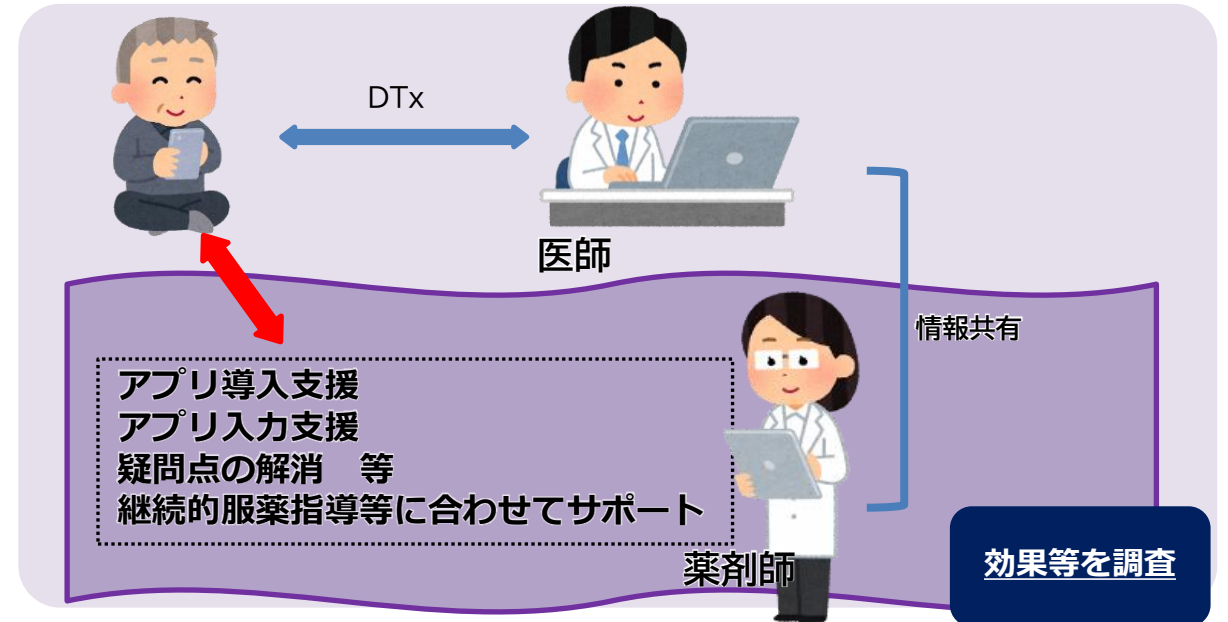 DTx
医師
情報共有
アプリ導入支援
アプリ入力支援
疑問点の解消　等
継続的服薬指導等に合わせてサポート
薬剤師
効果等を調査